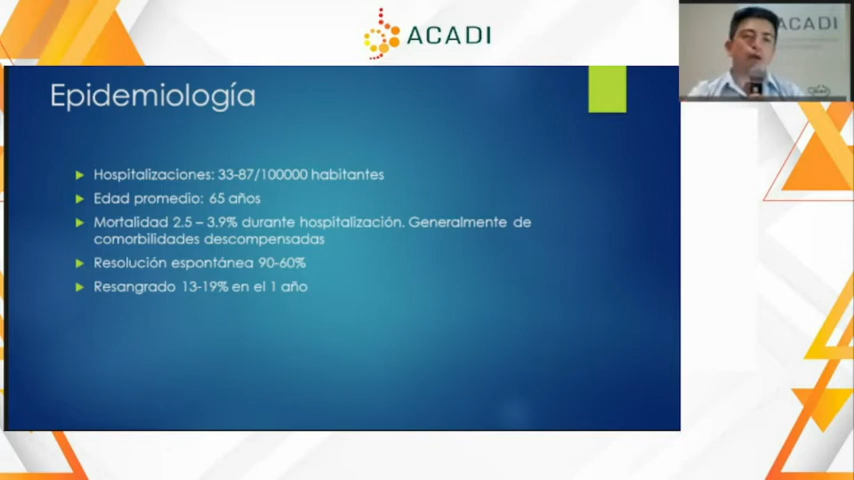 ACADI
ACADI
Epidemiología
Hospitalizaciones: 33-87/100000 habitantes
Edad promedio: 65 años
Mortalidad 2.5 – 3.9% durante hospitalización. Generalmente de
comorbilidades descompensadas
Resolución espontánea 90-60%
Resangrado 13-19% en el 1 año